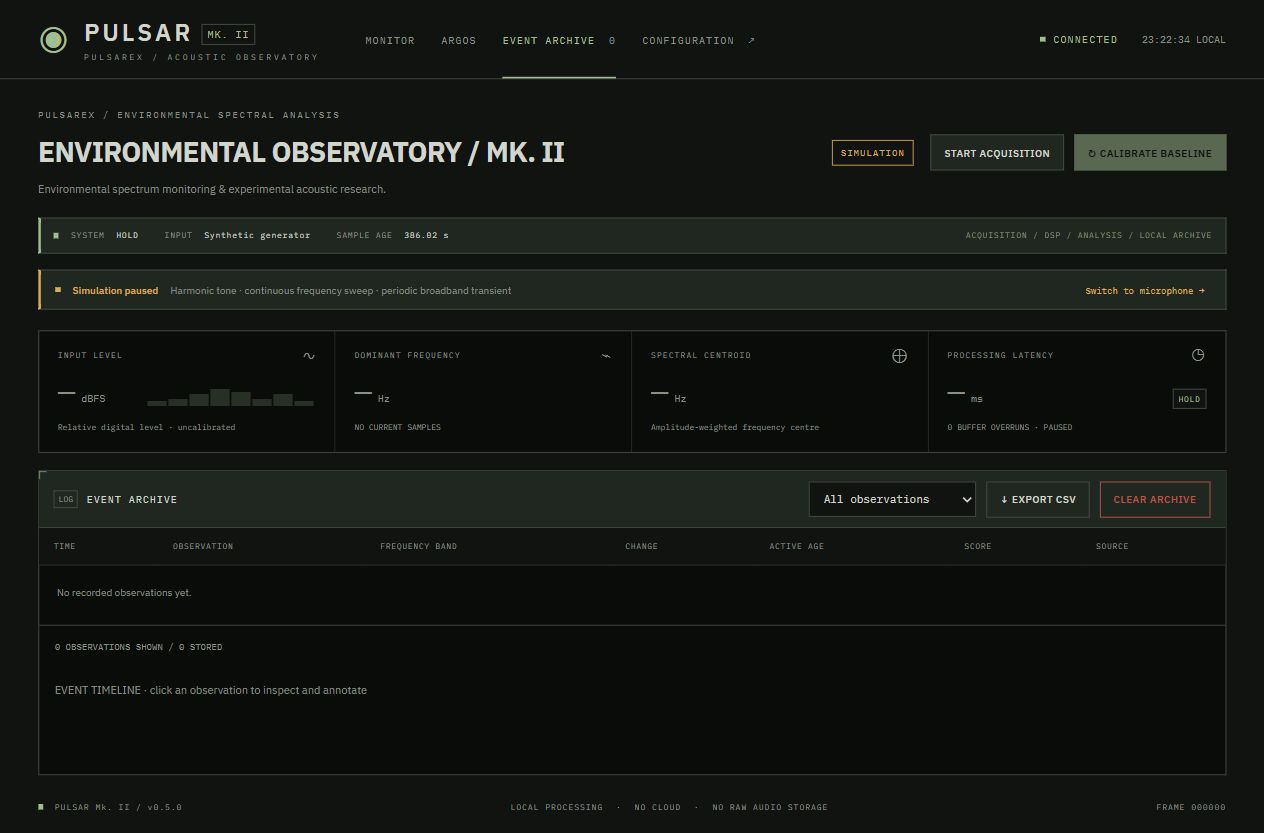 PULSAR MK. II
PULSAREX / ACOUSTIC OBSERVATORY
MONITOR ARGOS EVENT ARCHIVE 0 CONFIGURATION ↗
CONNECTED 23:22:34 LOCAL
PULSAREX / ENVIRONMENTAL SPECTRAL ANALYSIS
ENVIRONMENTAL OBSERVATORY / MK. II
SIMULATION START ACQUISITION ↻ CALIBRATE BASELINE
Environmental spectrum monitoring & experimental acoustic research.
SYSTEM HOLD INPUT Synthetic generator SAMPLE AGE 386.02 s ACQUISITION / DSP / ANALYSIS / LOCAL ARCHIVE
Simulation paused Harmonic tone · continuous frequency sweep · periodic broadband transient Switch to microphone →
INPUT LEVEL
— dBFS
Relative digital level · uncalibrated
DOMINANT FREQUENCY
— Hz
NO CURRENT SAMPLES
SPECTRAL CENTROID
— Hz
Amplitude-weighted frequency centre
PROCESSING LATENCY
— ms HOLD
0 BUFFER OVERRUNS · PAUSED
LOG EVENT ARCHIVE All observations ↓ EXPORT CSV CLEAR ARCHIVE
TIME OBSERVATION FREQUENCY BAND CHANGE ACTIVE AGE SCORE SOURCE
No recorded observations yet.
0 OBSERVATIONS SHOWN / 0 STORED
EVENT TIMELINE · click an observation to inspect and annotate
PULSAR Mk. II / v0.5.0 LOCAL PROCESSING · NO CLOUD · NO RAW AUDIO STORAGE FRAME 000000